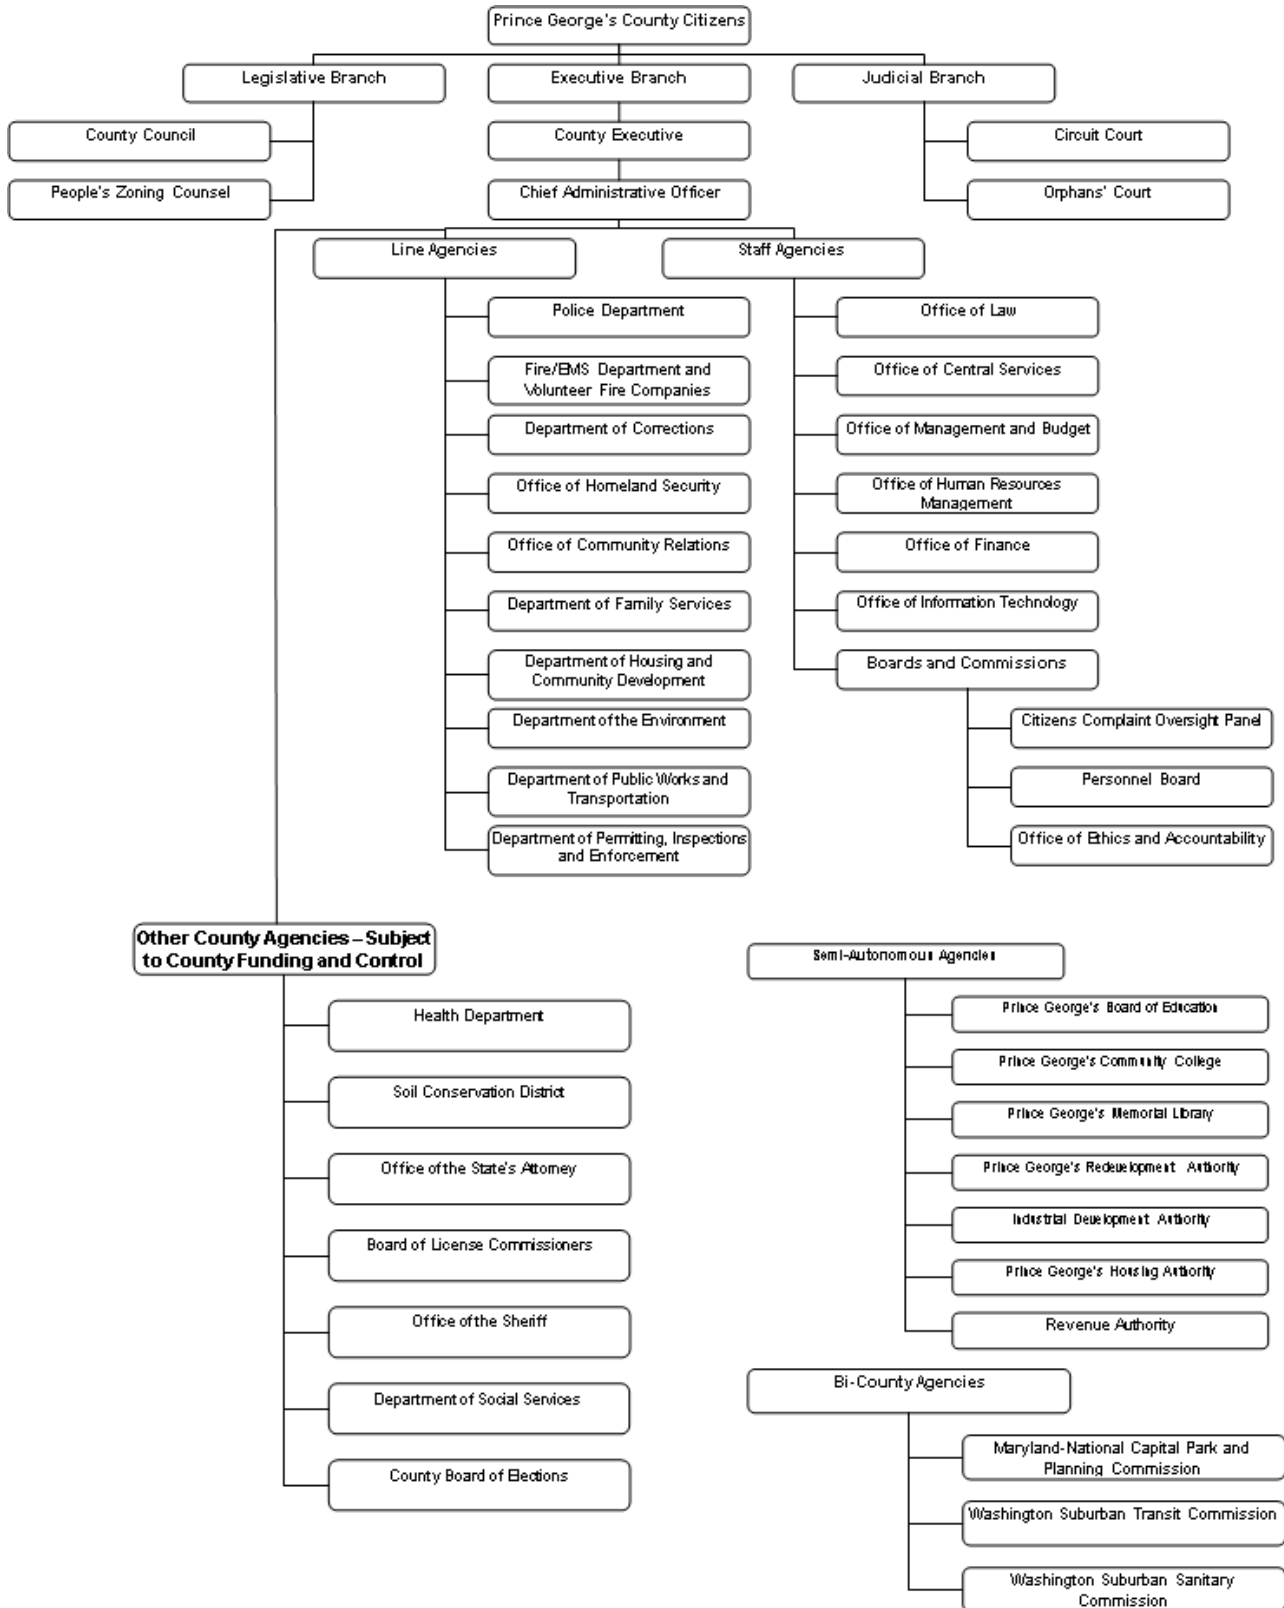 Prince George's County Citizens
Legislative Branch
Executive Branch
Judicial Branch
County Council
County Executive
Circuit Court
People's Zoning Counsel
Chief Administrative Officer
Orphans' Court
Line Agencies
Staff Agencies
Police Department
Office of Law
Fire/EMS Department and
Volunteer Fire Companies
Office of Central Services
Department of Corrections
Office of Management and Budget
Office of Homeland Security
Office of Human Resources
Management
Office of Community Relations
Office of Finance
Department of Family Services
Office of Information Technology
Department of Housing and
Community Development
Boards and Commissions
Department of the Environment
Citizens Complaint Oversight Panel
Department of Public Works and
Transportation
Personnel Board
Department of Permitting, Inspections
and Enforcement
Office of Ethics and Accountability
Other County Agencies – Subject
to County Funding and Control
Health Department
Soil Conservation District
Office of the State's Attorney
Board of License Commissioners
Office of the Sheriff
Department of Social Services
County Board of Elections
Semi-Autonomous Agencies
Prince George's Board of Education
Prince George's Community College
Prince George's Memorial Library
Prince George's Redevelopment Authority
Industrial Development Authority
Prince George's Housing Authority
Revenue Authority
Bi-County Agencies
Maryland-National Capital Park and
Planning Commission
Washington Suburban Transit Commission
Washington Suburban Sanitary
Commission